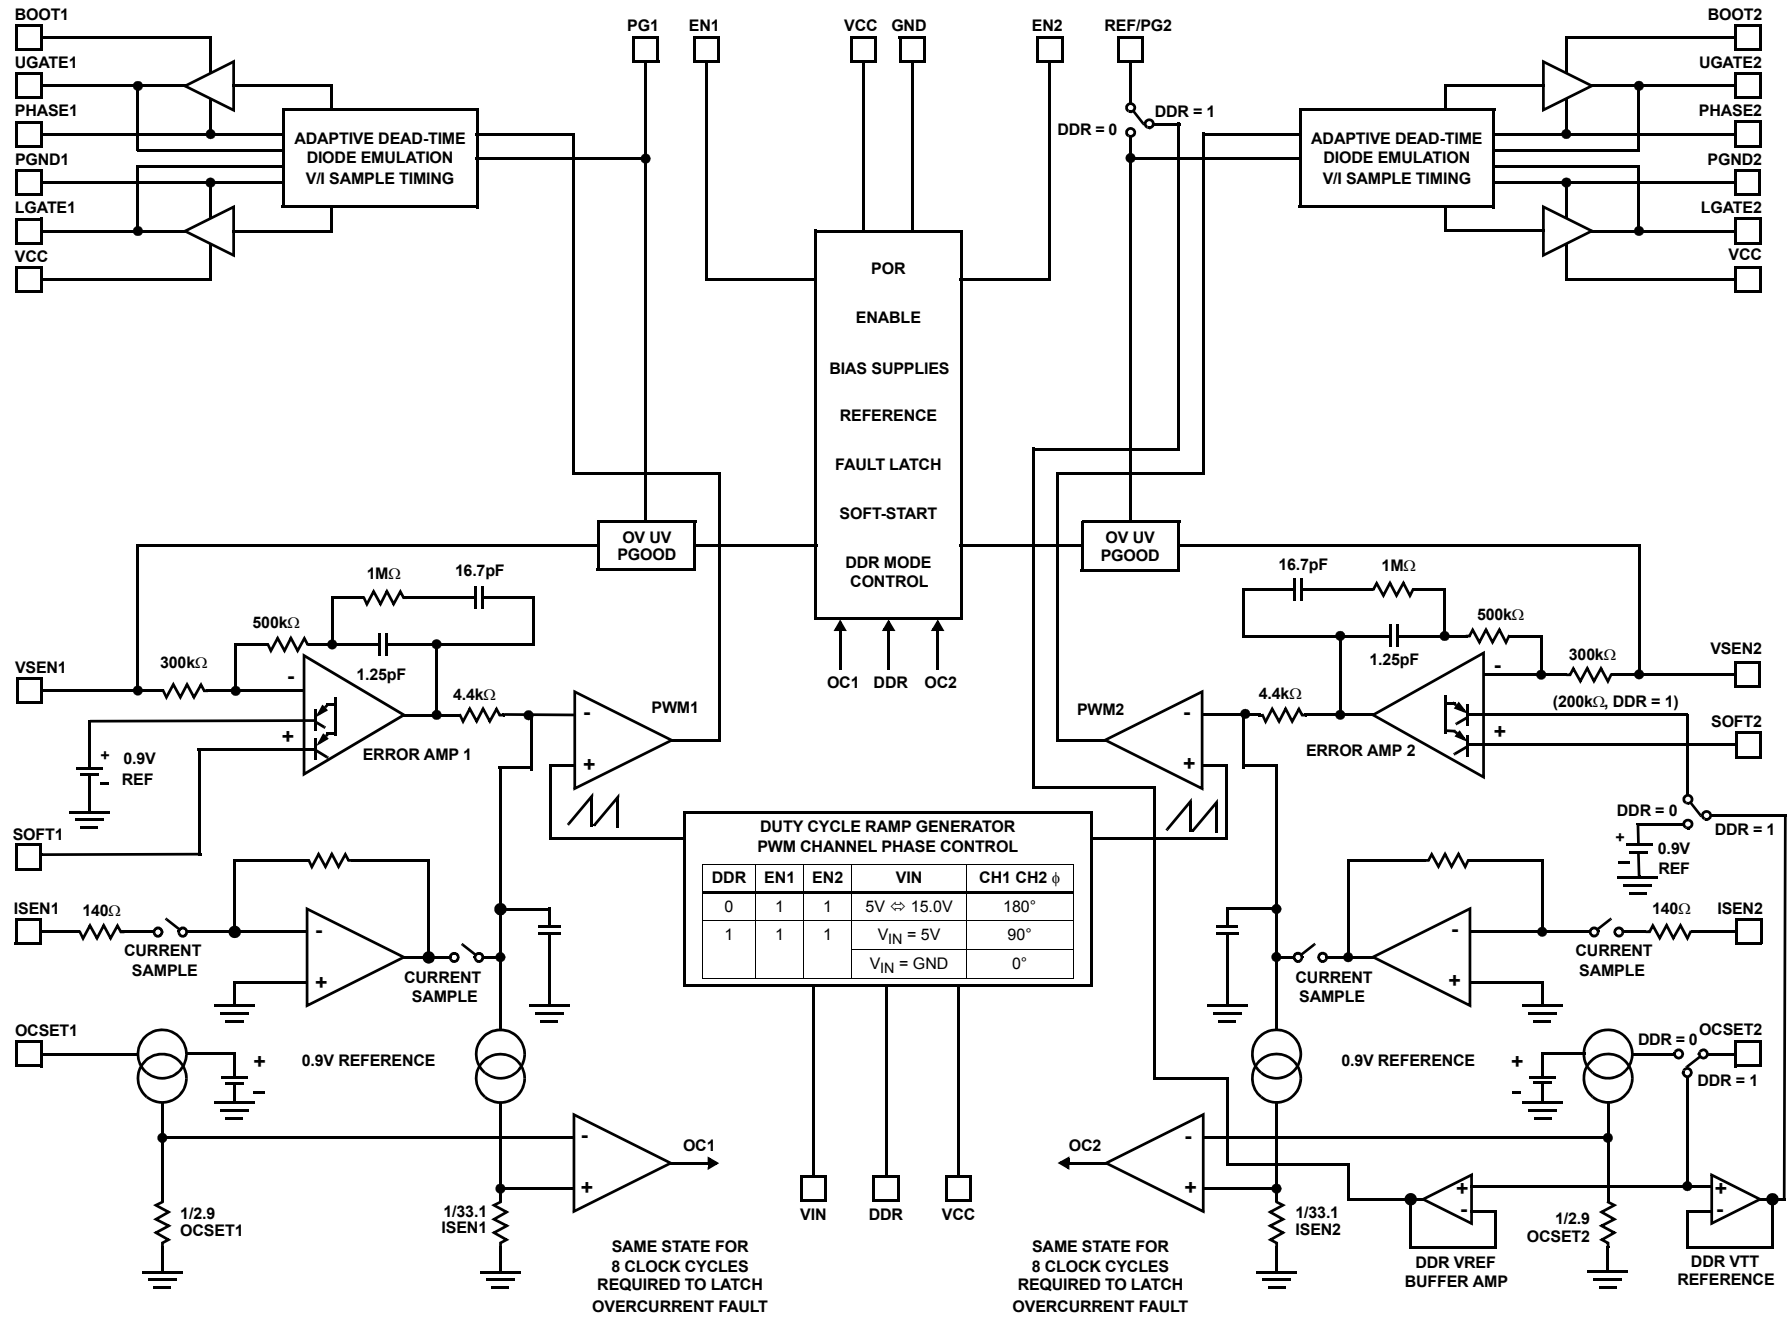 BOOT1
UGATE1
PHASE1
PGND1
LGATE1
VCC
ADAPTIVE DEAD-TIME
DIODE EMULATION
V/I SAMPLE TIMING
PG1
EN1
VCC
GND
EN2
REF/PG2
DDR = 1
DDR = 0
BOOT2
UGATE2
PHASE2
PGND2
LGATE2
VCC
ADAPTIVE DEAD-TIME
DIODE EMULATION
V/I SAMPLE TIMING
POR
ENABLE
BIAS SUPPLIES
REFERENCE
FAULT LATCH
SOFT-START
DDR MODE
CONTROL
OC1 DDR OC2
OV UV
PGOOD
OV UV
PGOOD
1MΩ
16.7pF
500kΩ
1.25pF
300kΩ
VSEN1
-
+
4.4kΩ
ERROR AMP 1
+
-
0.9V
REF
SOFT1
-
+
PWM1
16.7pF
1MΩ
500kΩ
1.25pF
300kΩ
VSEN2
(200kΩ, DDR = 1)
SOFT2
-
+
4.4kΩ
ERROR AMP 2
PWM2
-
+
DDR = 0
DDR = 1
+
-
0.9V
REF
DUTY CYCLE RAMP GENERATOR
PWM CHANNEL PHASE CONTROL
DDR EN1 EN2 VIN CH1 CH2 ϕ
0 1 1 5V ⇔ 15.0V 180°
1 1 1 VIN = 5V 90°
VIN = GND 0°
VIN
DDR
VCC
ISEN1
140Ω
CURRENT
SAMPLE
-
+
CURRENT
SAMPLE
OCSET1
+
-
0.9V REFERENCE
-
+
OC1
1/2.9
OCSET1
1/33.1
ISEN1
SAME STATE FOR
8 CLOCK CYCLES
REQUIRED TO LATCH
OVERCURRENT FAULT
ISEN2
140Ω
CURRENT
SAMPLE
-
+
CURRENT
SAMPLE
OCSET2
DDR = 0
DDR = 1
+
-
0.9V REFERENCE
-
+
OC2
1/33.1
ISEN2
SAME STATE FOR
8 CLOCK CYCLES
REQUIRED TO LATCH
OVERCURRENT FAULT
+
-
DDR VREF
BUFFER AMP
1/2.9
OCSET2
+
-
DDR VTT
REFERENCE